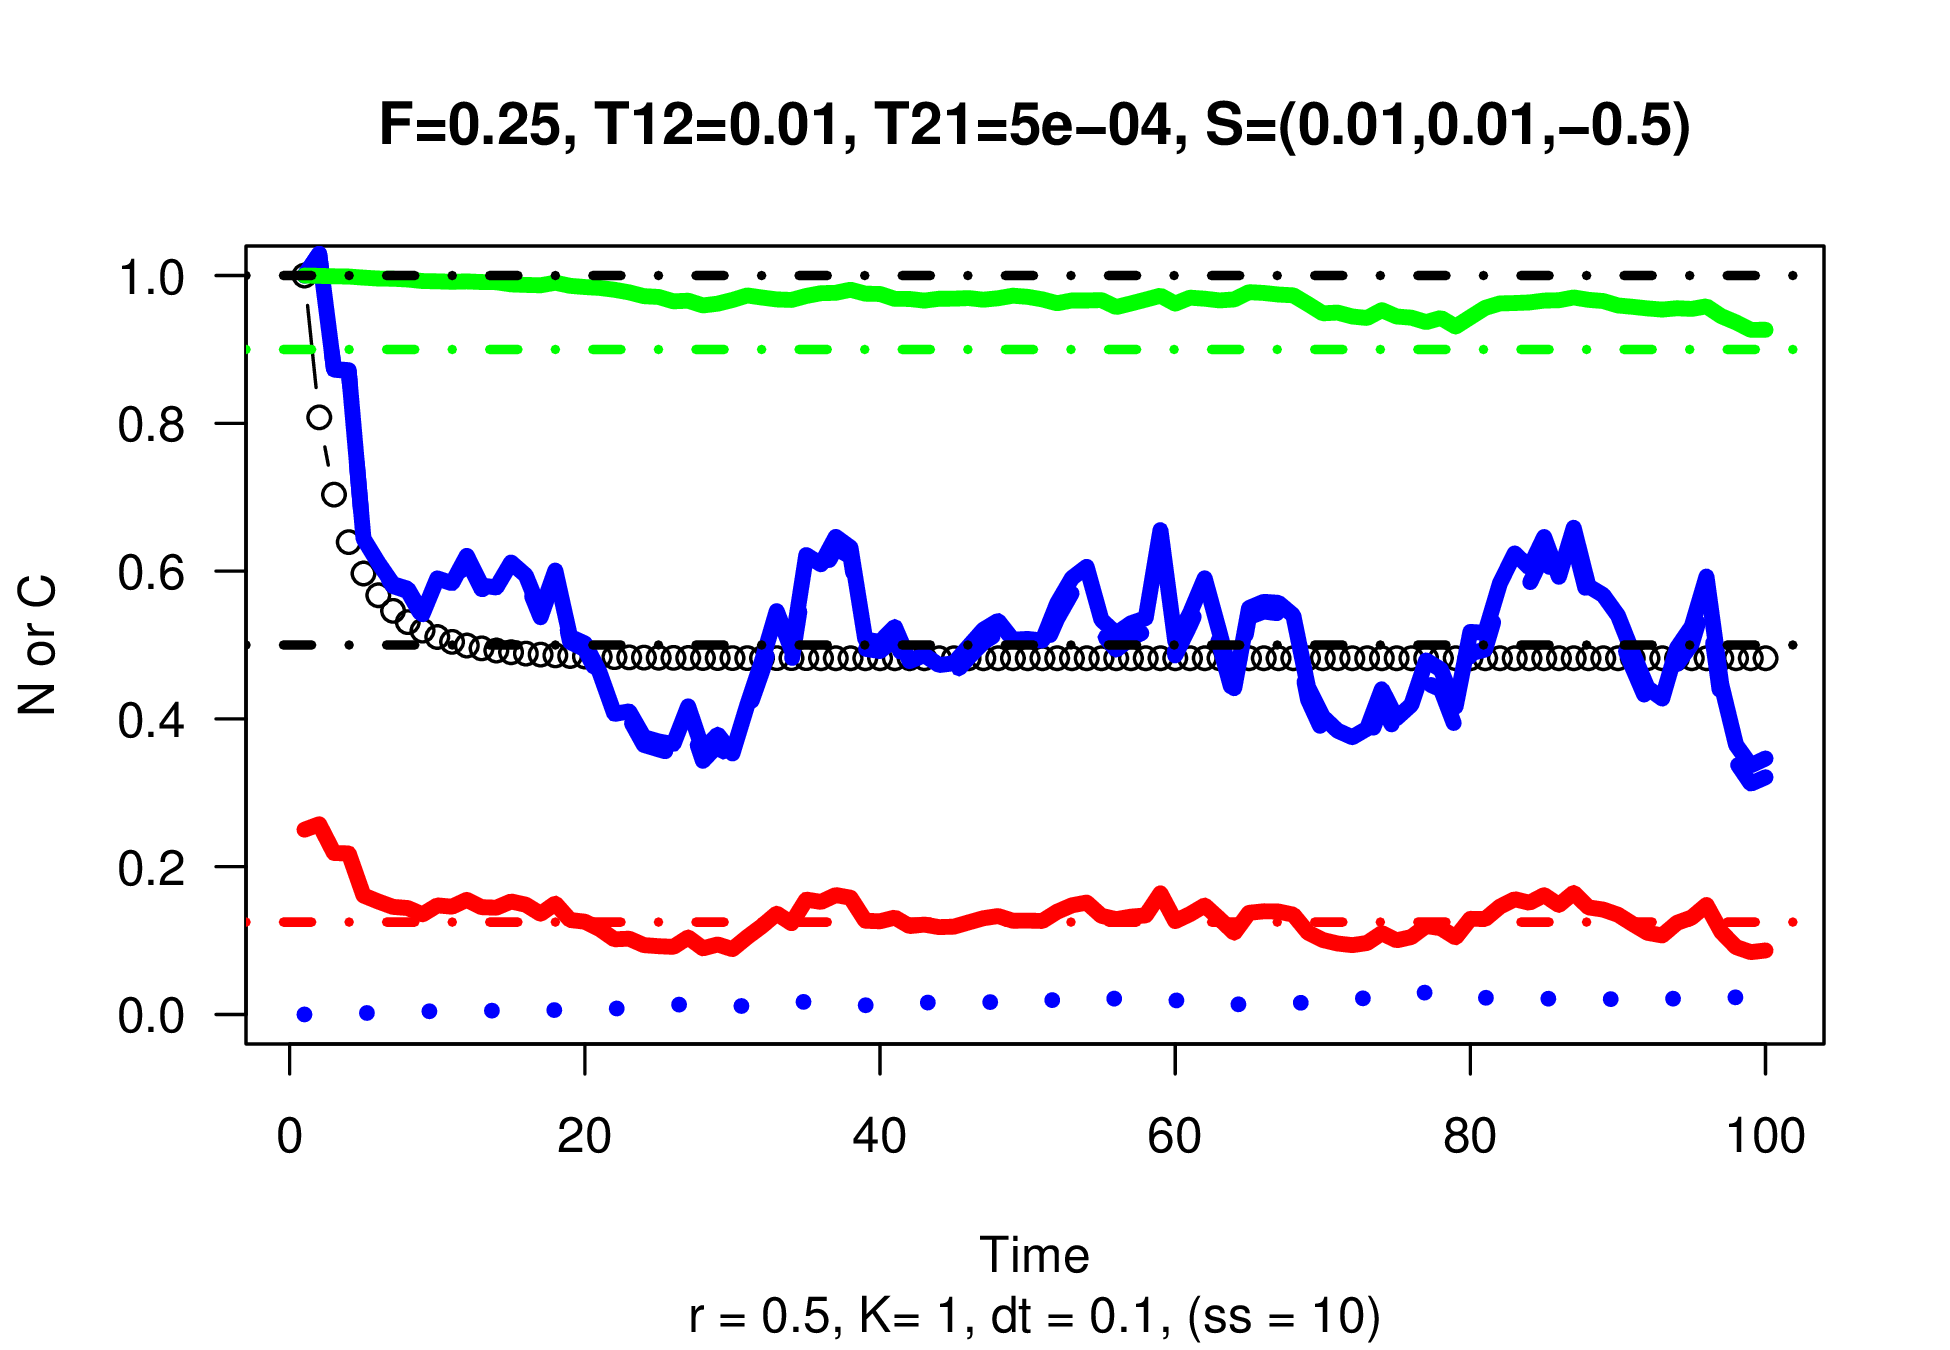 F=0.25, T12=0.01, T21=5e−04, S=(0.01,0.01,−0.5)
1.0
0.8
0.6
0.4
0.2
0.0
N or C
0 20 40 60 80 100
Time
r = 0.5, K= 1, dt = 0.1, (ss = 10)